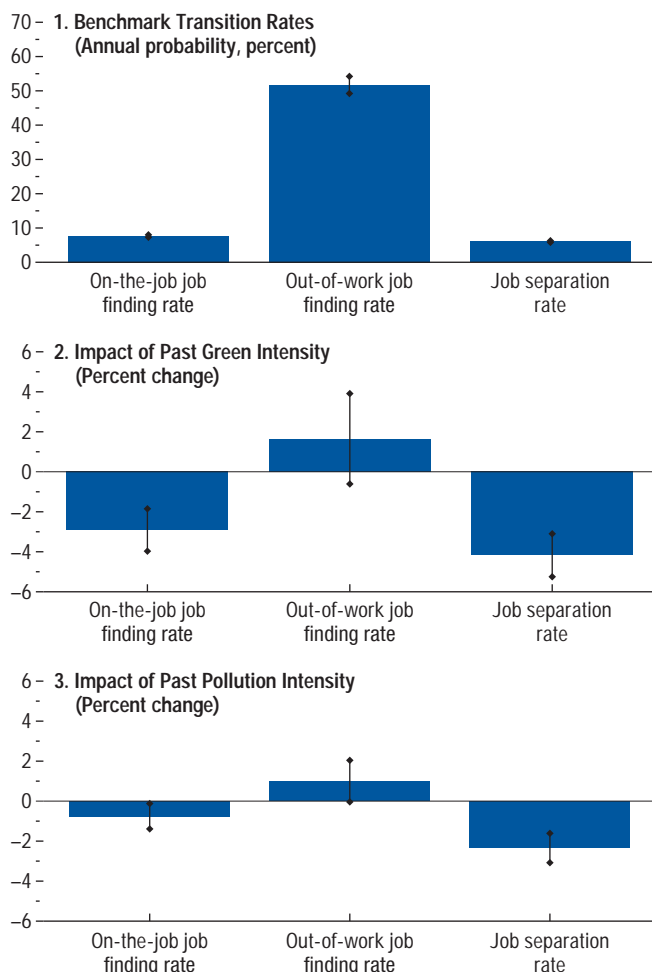 70
1. Benchmark Transition Rates
(Annual probability, percent)
60
50
40
30
20
10
0
On-the-job job
finding rate
Out-of-work job
finding rate
Job separation
rate
6
2. Impact of Past Green Intensity
(Percent change)
4
2
0
–2
–4
–6
On-the-job job
finding rate
Out-of-work job
finding rate
Job separation
rate
6
3. Impact of Past Pollution Intensity
(Percent change)
4
2
0
–2
–4
–6
On-the-job job
finding rate
Out-of-work job
finding rate
Job separation
rate